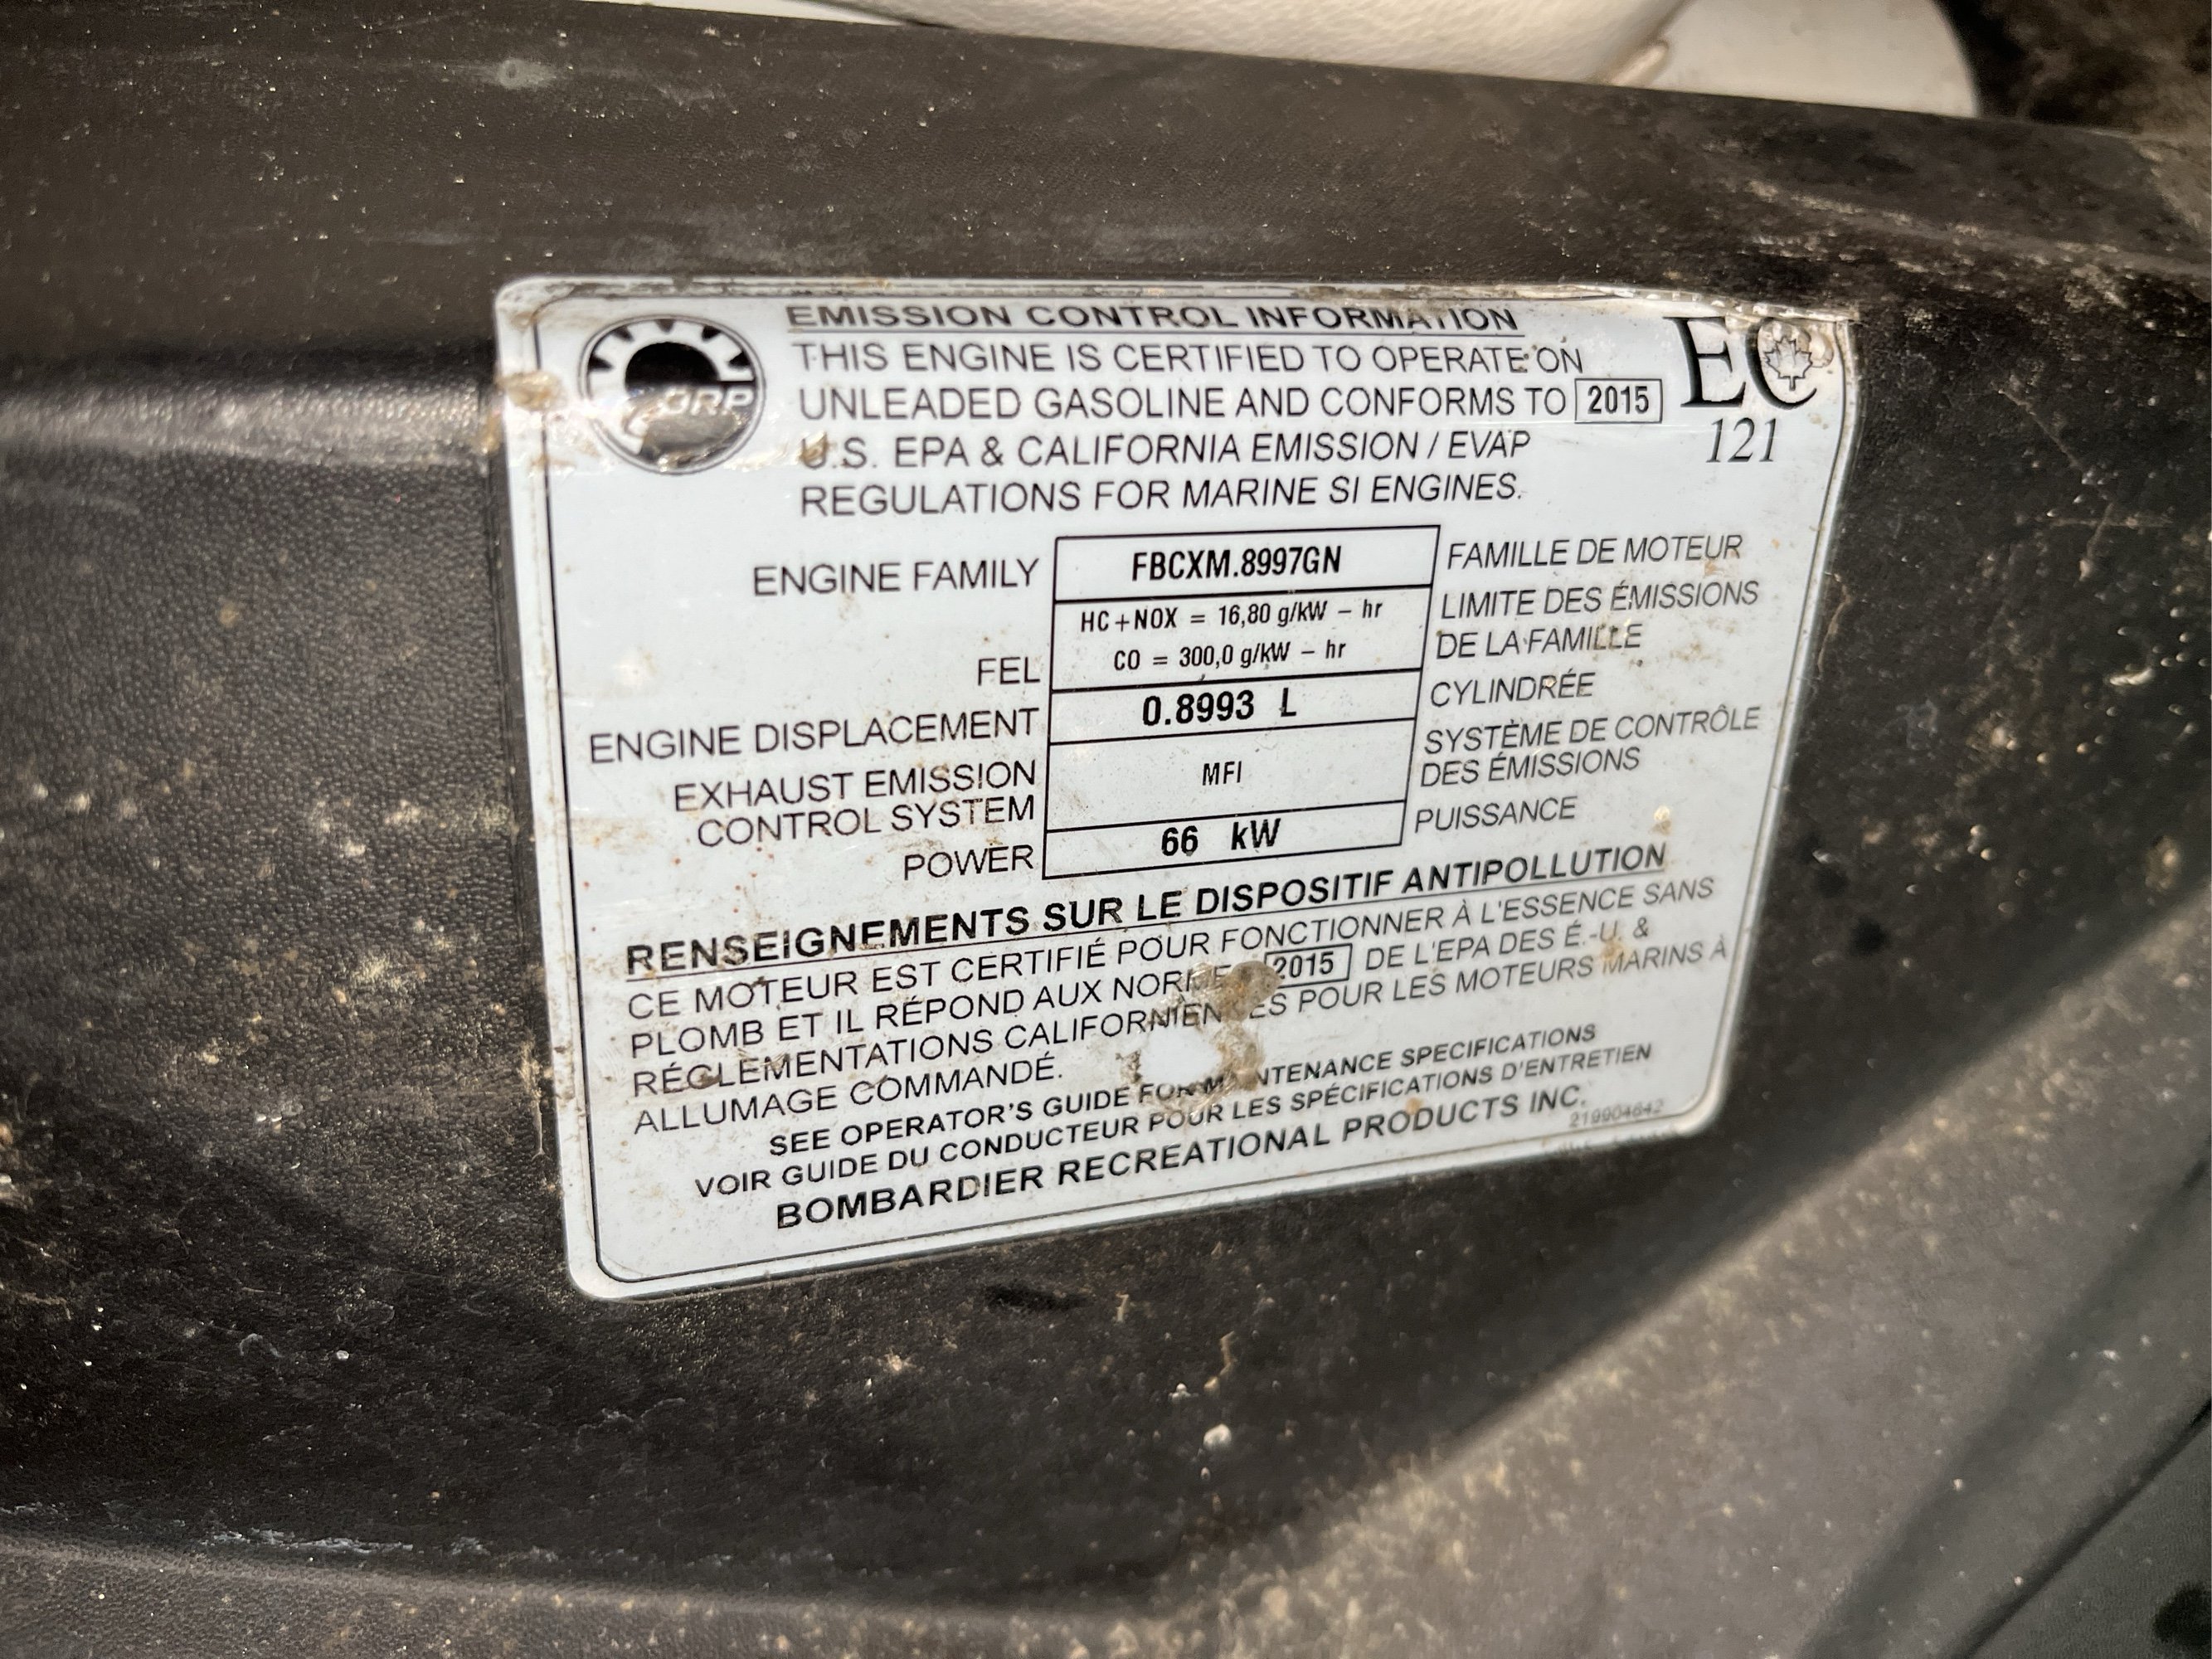 EMISSION CONTROL INFORMATION
THIS ENGINE IS CERTIFIED TO OPERATE ON
UNLEADED GASOLINE AND CONFORMS TO 2015
U.S. EPA & CALIFORNIA EMISSION / EVAP
REGULATIONS FOR MARINE SI ENGINES.
BRP
EC
121
ENGINE FAMILY FBCXM.8997GN FAMILLE DE MOTEUR
FEL HC+NOX = 16,80 g/kW – hr LIMITE DES ÉMISSIONS
CO = 300,0 g/kW – hr DE LA FAMILLE
ENGINE DISPLACEMENT 0.8993 L CYLINDRÉE
EXHAUST EMISSION MFI SYSTÈME DE CONTRÔLE
CONTROL SYSTEM DES ÉMISSIONS
POWER 66 kW PUISSANCE
RENSEIGNEMENTS SUR LE DISPOSITIF ANTIPOLLUTION
CE MOTEUR EST CERTIFIÉ POUR FONCTIONNER À L'ESSENCE SANS
PLOMB ET IL RÉPOND AUX 2015 DE L'EPA DES É.-U. &
RÉGLEMENTATIONS POUR LES MOTEURS MARINS À
ALLUMAGE COMMANDÉ.
SEE OPERATOR'S GUIDE FOR MAINTENANCE SPECIFICATIONS
VOIR GUIDE DU CONDUCTEUR POUR LES SPÉCIFICATIONS D'ENTRETIEN
BOMBARDIER RECREATIONAL PRODUCTS INC.
219904642